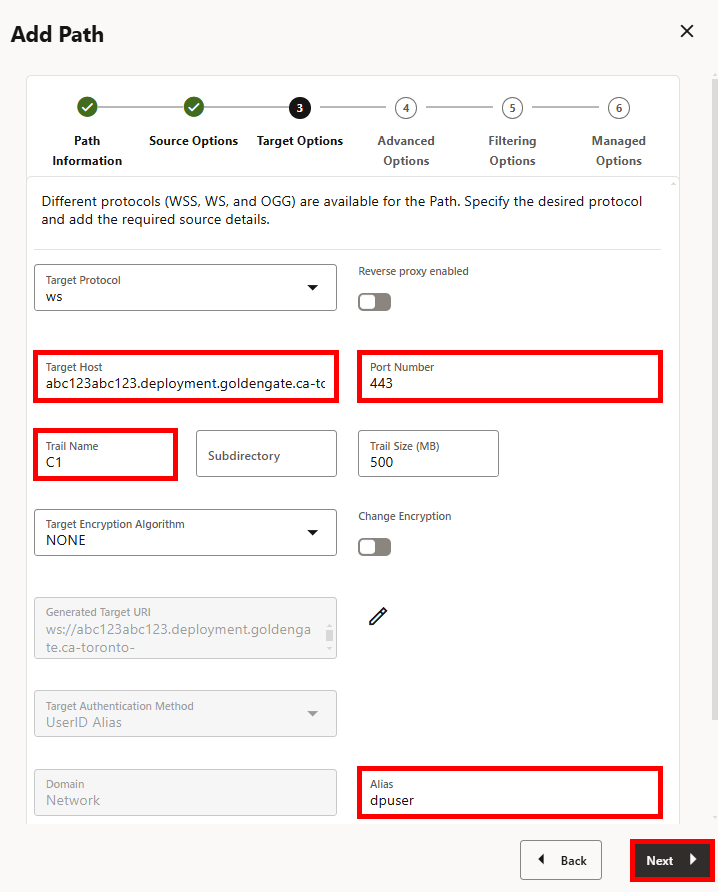 Add Path
3
4
5
6
Path
Information
Source Options
Target Options
Advanced
Options
Filtering
Options
Managed
Options
Different protocols (WSS, WS, and OGG) are available for the Path. Specify the desired protocol
and add the required source details.
Target Protocol
ws
Reverse proxy enabled
Target Host
abc123abc123.deployment.goldengate.ca-to
Port Number
443
Trail Name
C1
Subdirectory
Trail Size (MB)
500
Target Encryption Algorithm
NONE
Change Encryption
Generated Target URI
ws://abc123abc123.deployment.goldenga
te.ca-toronto-
Target Authentication Method
UserID Alias
Domain
Network
Alias
dpuser
Back
Next